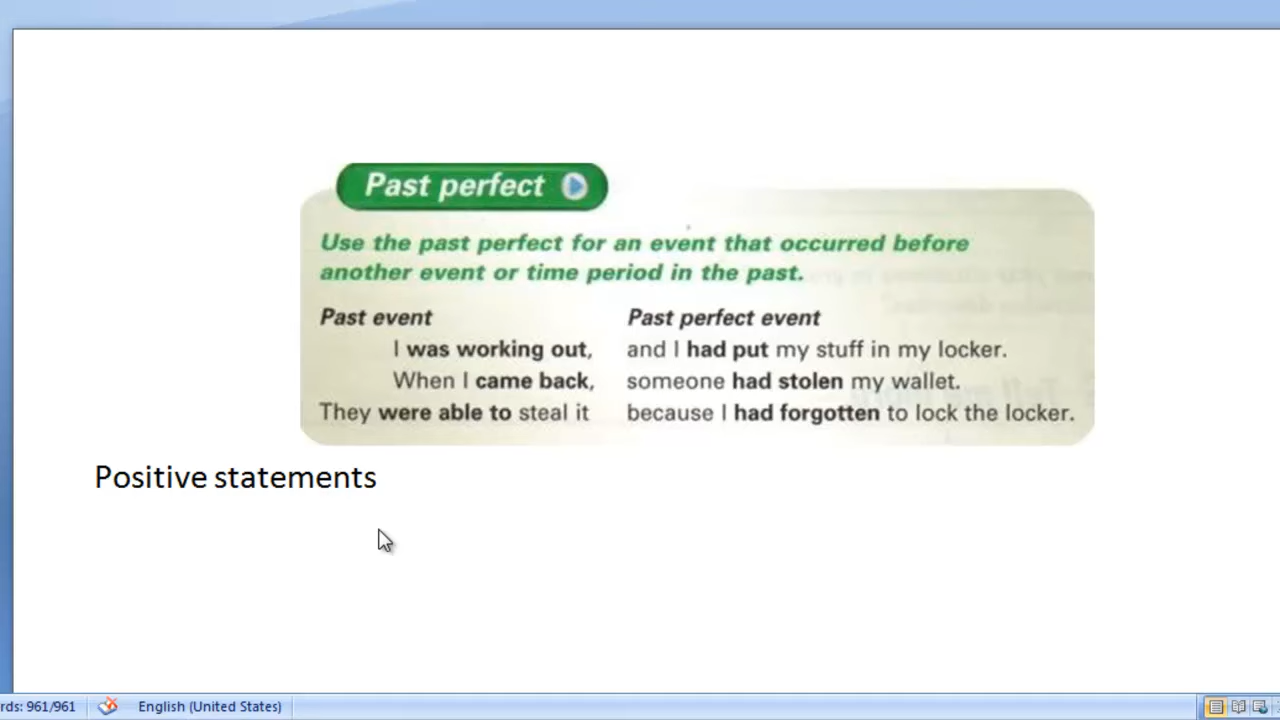 Past perfect
Use the past perfect for an event that occurred before
another event or time period in the past.
Past event Past perfect event
I was working out, and I had put my stuff in my locker.
When I came back, someone had stolen my wallet.
They were able to steal it because I had forgotten to lock the locker.
Positive statements
rds: 961/961 English (United States)